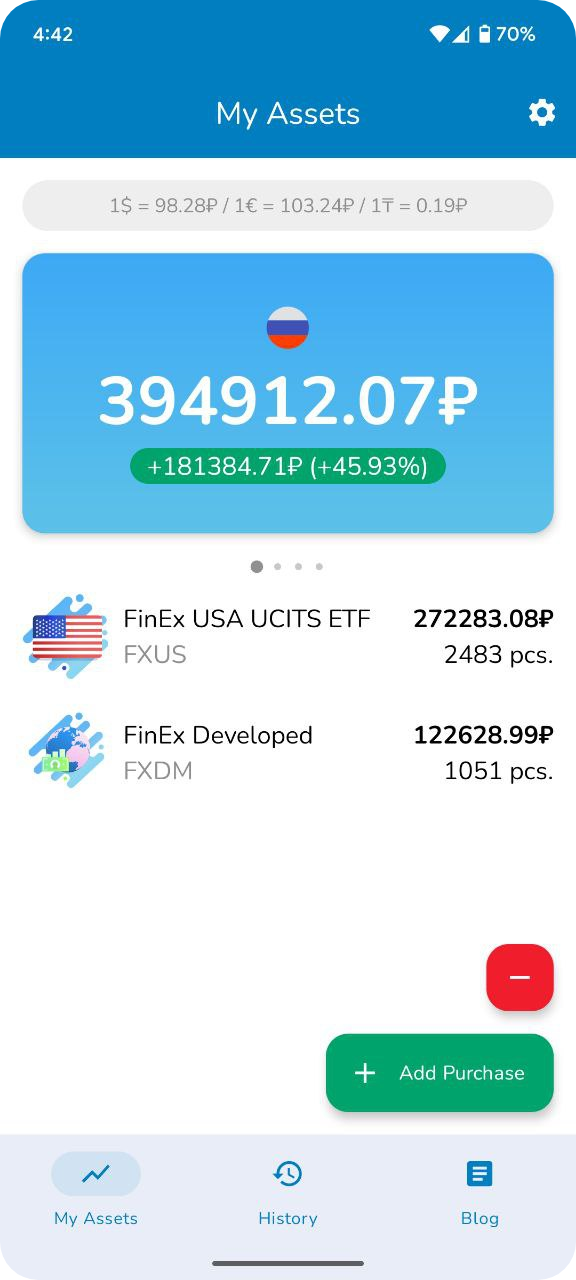 4:42
70%
My Assets
1$ = 98.28₽ / 1€ = 103.24₽ / 1₸ = 0.19₽
394912.07₽
+181384.71₽ (+45.93%)
FinEx USA UCITS ETF
272283.08₽
FXUS
2483 pcs.
FinEx Developed
122628.99₽
FXDM
1051 pcs.
Add Purchase
My Assets
History
Blog